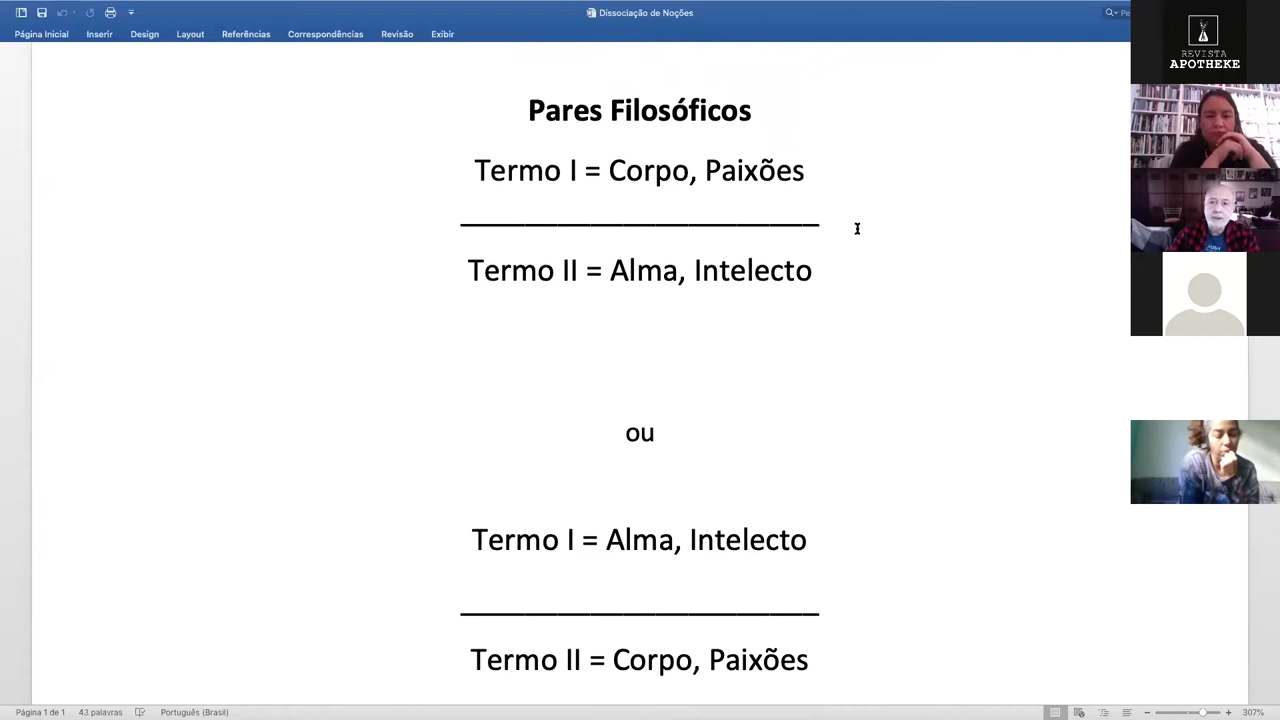 Dissociação de Noções
Página Inicial Inserir Design Layout Referências Correspondências Revisão Exibir
REVISTA
APOTHEKE
Pares Filosóficos
Termo I = Corpo, Paixões
Termo II = Alma, Intelecto
ou
Termo I = Alma, Intelecto
Termo II = Corpo, Paixões
Página 1 de 1 43 palavras Português (Brasil) 307%